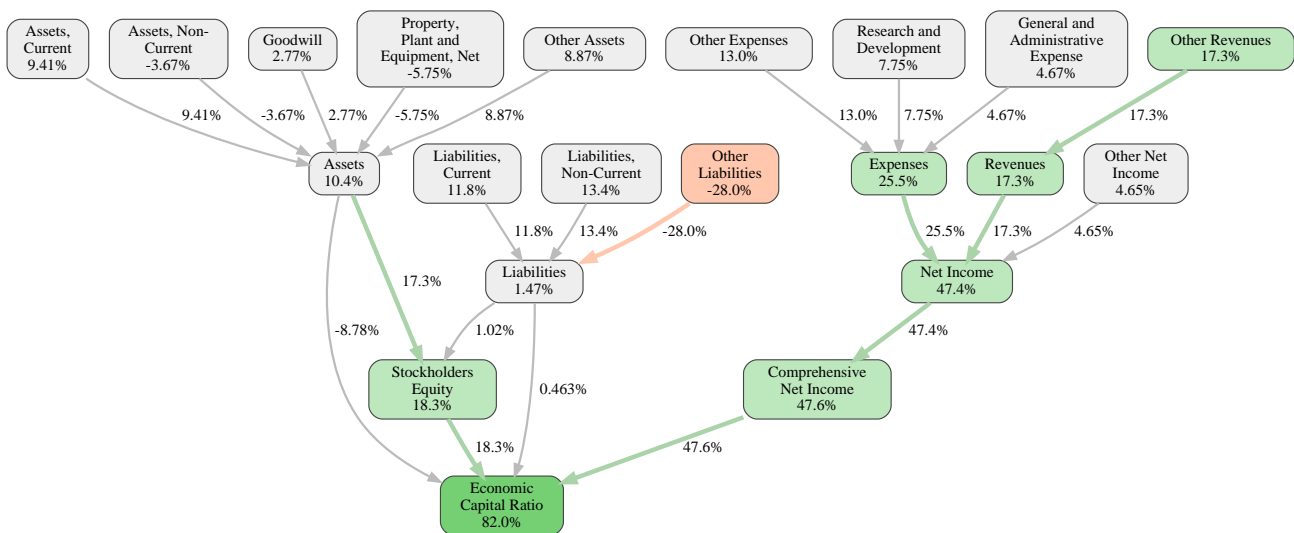 Assets,
Current
9.41%
Assets, Non-
Current
-3.67%
Goodwill
2.77%
Property,
Plant and
Equipment, Net
-5.75%
Other Assets
8.87%
Other Expenses
13.0%
Research and
Development
7.75%
General and
Administrative
Expense
4.67%
Other Revenues
17.3%
9.41%
-3.67%
2.77%
-5.75%
8.87%
13.0%
7.75%
4.67%
17.3%
Assets
10.4%
Liabilities,
Current
11.8%
Liabilities,
Non-Current
13.4%
Other
Liabilities
-28.0%
Expenses
25.5%
Revenues
17.3%
Other Net
Income
4.65%
11.8%
13.4%
-28.0%
25.5%
17.3%
4.65%
17.3%
Liabilities
1.47%
Net Income
47.4%
-8.78%
1.02%
47.4%
Stockholders
Equity
18.3%
0.463%
Comprehensive
Net Income
47.6%
18.3%
47.6%
Economic
Capital Ratio
82.0%